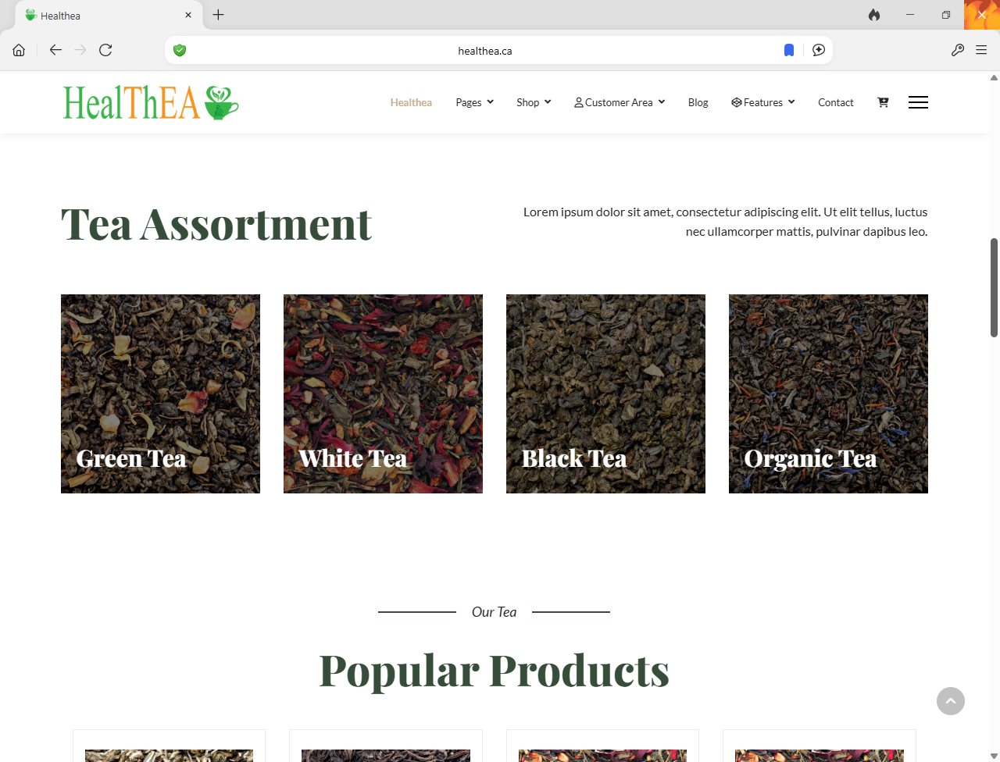 Healthea
healthea.ca
HealThEA
Healthea
Pages
Shop
Customer Area
Blog
Features
Contact
Tea Assortment
Lorem ipsum dolor sit amet, consectetur adipiscing elit. Ut elit tellus, luctus
nec ullamcorper mattis, pulvinar dapibus leo.
Green Tea
White Tea
Black Tea
Organic Tea
Our Tea
Popular Products